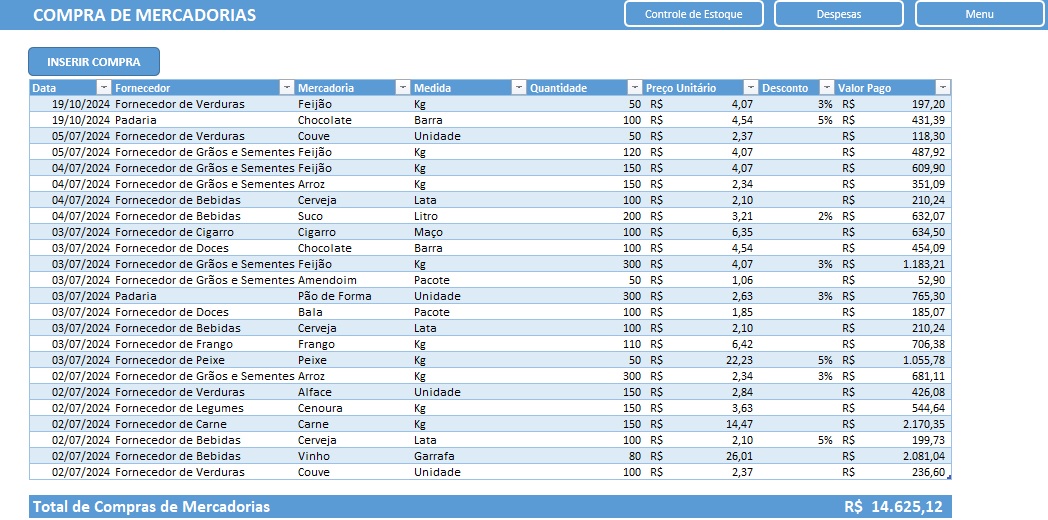 COMPRA DE MERCADORIAS Controle de Estoque Despesas Menu
INSERIR COMPRA
Data Fornecedor Mercadoria Medida Quantidade Preço Unitário Desconto Valor Pago
19/10/2024 Fornecedor de Verduras Feijão Kg 50 R$ 4,07 3% R$ 197,20
19/10/2024 Padaria Chocolate Barra 100 R$ 4,54 5% R$ 431,39
05/07/2024 Fornecedor de Verduras Couve Unidade 50 R$ 2,37 R$ 118,30
05/07/2024 Fornecedor de Grãos e Sementes Feijão Kg 120 R$ 4,07 R$ 487,92
04/07/2024 Fornecedor de Grãos e Sementes Feijão Kg 150 R$ 4,07 R$ 609,90
04/07/2024 Fornecedor de Grãos e Sementes Arroz Kg 150 R$ 2,34 R$ 351,09
04/07/2024 Fornecedor de Bebidas Cerveja Lata 100 R$ 2,10 R$ 210,24
04/07/2024 Fornecedor de Bebidas Suco Litro 200 R$ 3,21 2% R$ 632,07
03/07/2024 Fornecedor de Cigarro Cigarro Maço 100 R$ 6,35 R$ 634,50
03/07/2024 Fornecedor de Doces Chocolate Barra 100 R$ 4,54 R$ 454,09
03/07/2024 Fornecedor de Grãos e Sementes Feijão Kg 300 R$ 4,07 3% R$ 1.183,21
03/07/2024 Fornecedor de Grãos e Sementes Amendoim Pacote 50 R$ 1,06 R$ 52,90
03/07/2024 Padaria Pão de Forma Unidade 300 R$ 2,63 3% R$ 765,30
03/07/2024 Fornecedor de Doces Bala Pacote 100 R$ 1,85 R$ 185,07
03/07/2024 Fornecedor de Bebidas Cerveja Lata 100 R$ 2,10 R$ 210,24
03/07/2024 Fornecedor de Frango Frango Kg 110 R$ 6,42 R$ 706,38
03/07/2024 Fornecedor de Peixe Peixe Kg 50 R$ 22,23 5% R$ 1.055,78
02/07/2024 Fornecedor de Grãos e Sementes Arroz Kg 300 R$ 2,34 3% R$ 681,11
02/07/2024 Fornecedor de Verduras Alface Unidade 150 R$ 2,84 R$ 426,08
02/07/2024 Fornecedor de Legumes Cenoura Kg 150 R$ 3,63 R$ 544,64
02/07/2024 Fornecedor de Carne Carne Kg 150 R$ 14,47 R$ 2.170,35
02/07/2024 Fornecedor de Bebidas Cerveja Lata 100 R$ 2,10 5% R$ 199,73
02/07/2024 Fornecedor de Bebidas Vinho Garrafa 80 R$ 26,01 R$ 2.081,04
02/07/2024 Fornecedor de Verduras Couve Unidade 100 R$ 2,37 R$ 236,60
Total de Compras de Mercadorias R$ 14.625,12